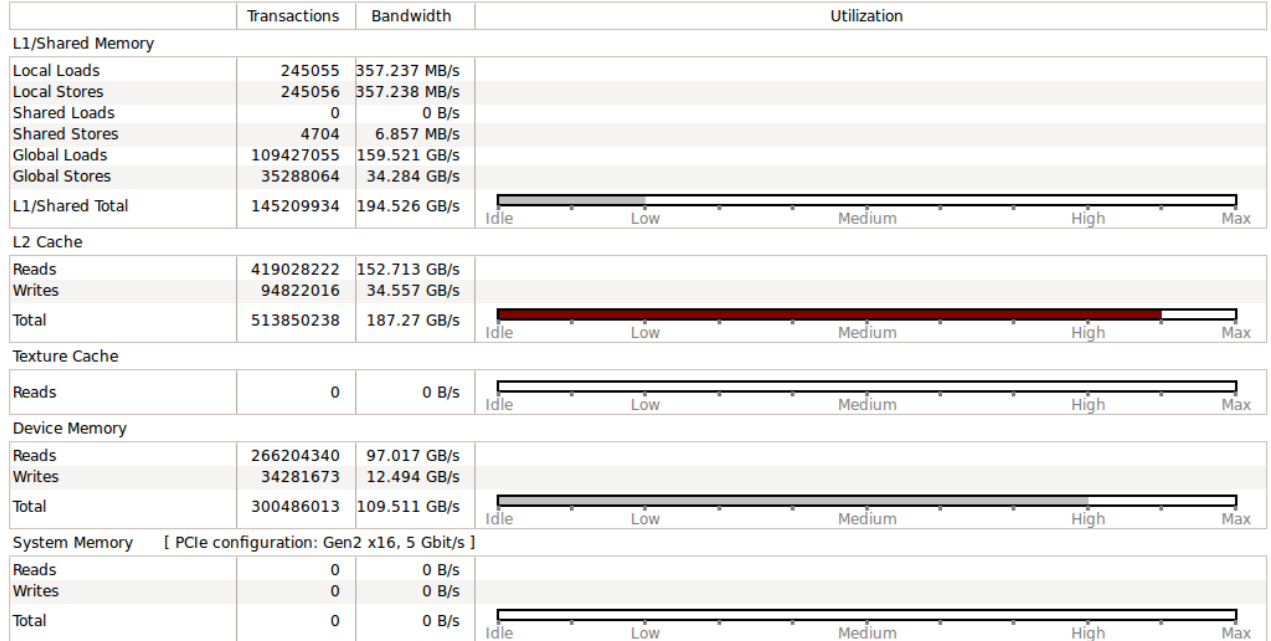 Transactions Bandwidth Utilization
L1/Shared Memory
Local Loads 245055 357.237 MB/s
Local Stores 245056 357.238 MB/s
Shared Loads 0 0 B/s
Shared Stores 4704 6.857 MB/s
Global Loads 109427055 159.521 GB/s
Global Stores 35288064 34.284 GB/s
L1/Shared Total 145209934 194.526 GB/s
Idle Low Medium High Max
L2 Cache
Reads 419028222 152.713 GB/s
Writes 94822016 34.557 GB/s
Total 513850238 187.27 GB/s
Idle Low Medium High Max
Texture Cache
Reads 0 0 B/s
Idle Low Medium High Max
Device Memory
Reads 266204340 97.017 GB/s
Writes 34281673 12.494 GB/s
Total 300486013 109.511 GB/s
Idle Low Medium High Max
System Memory [ PCIe configuration: Gen2 x16, 5 Gbit/s ]
Reads 0 0 B/s
Writes 0 0 B/s
Total 0 0 B/s
Idle Low Medium High Max